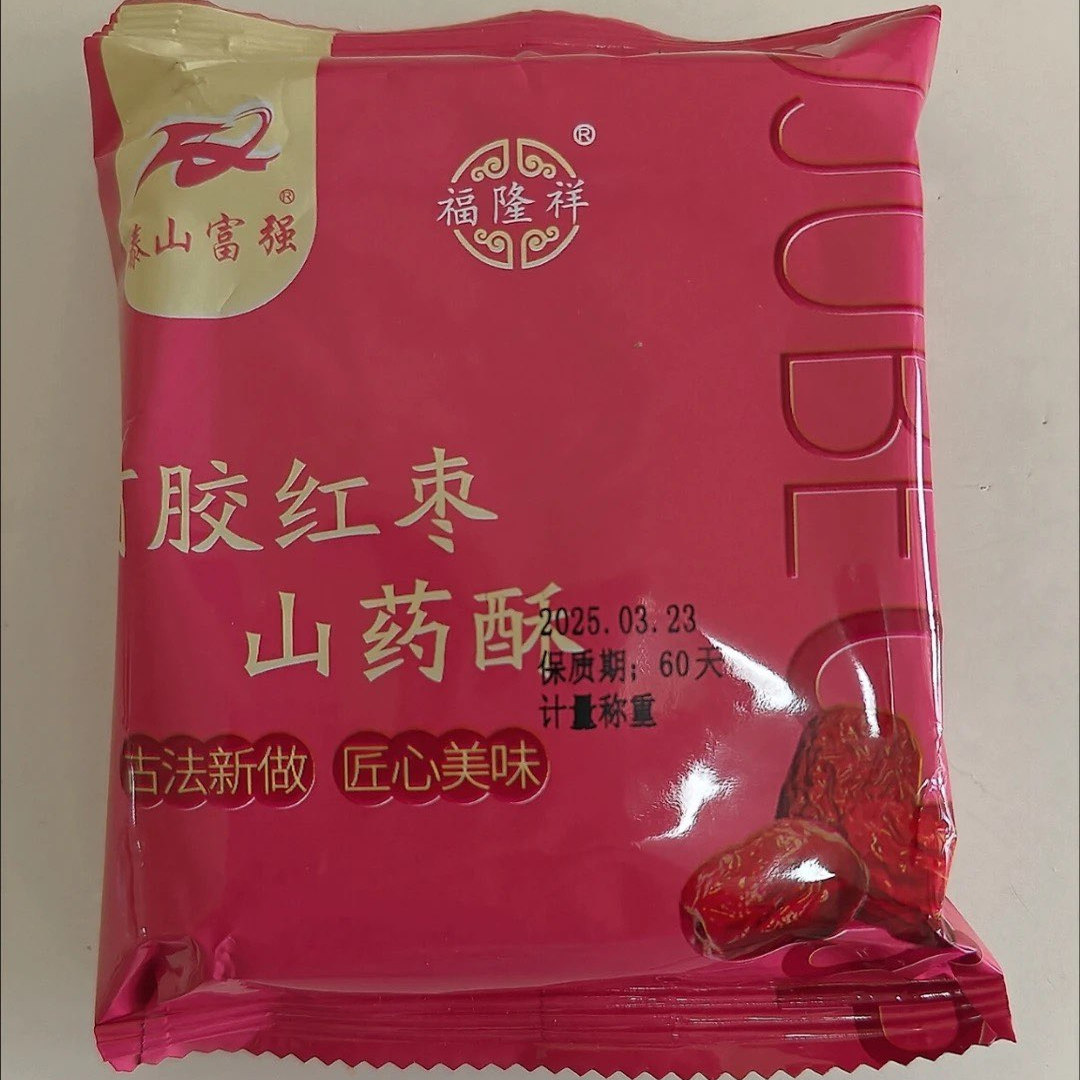 泰山富强®
福隆祥®
胶红枣
山药酥
2025.03.23
保质期：60天
计量称重
古法新做 匠心美味
JUBE